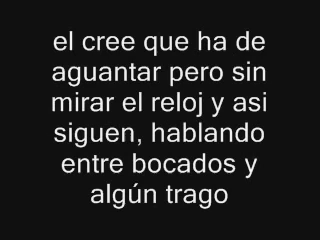 el cree que ha de
aguantar pero sin
mirar el reloj y asi
siguen, hablando
entre bocados y
algún trago